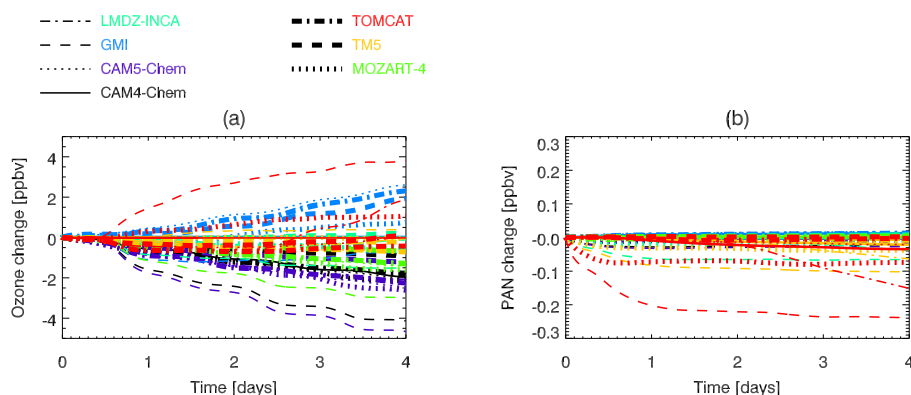 LMDZ-INCA
TOMCAT
GMI
TM5
CAM5-Chem
MOZART-4
CAM4-Chem
(a)
(b)
Ozone change [ppbv]
4
2
0
-2
-4
0 1 2 3 4
Time [days]
PAN change [ppbv]
0.3
0.2
0.1
-0.0
-0.1
-0.2
-0.3
0 1 2 3 4
Time [days]